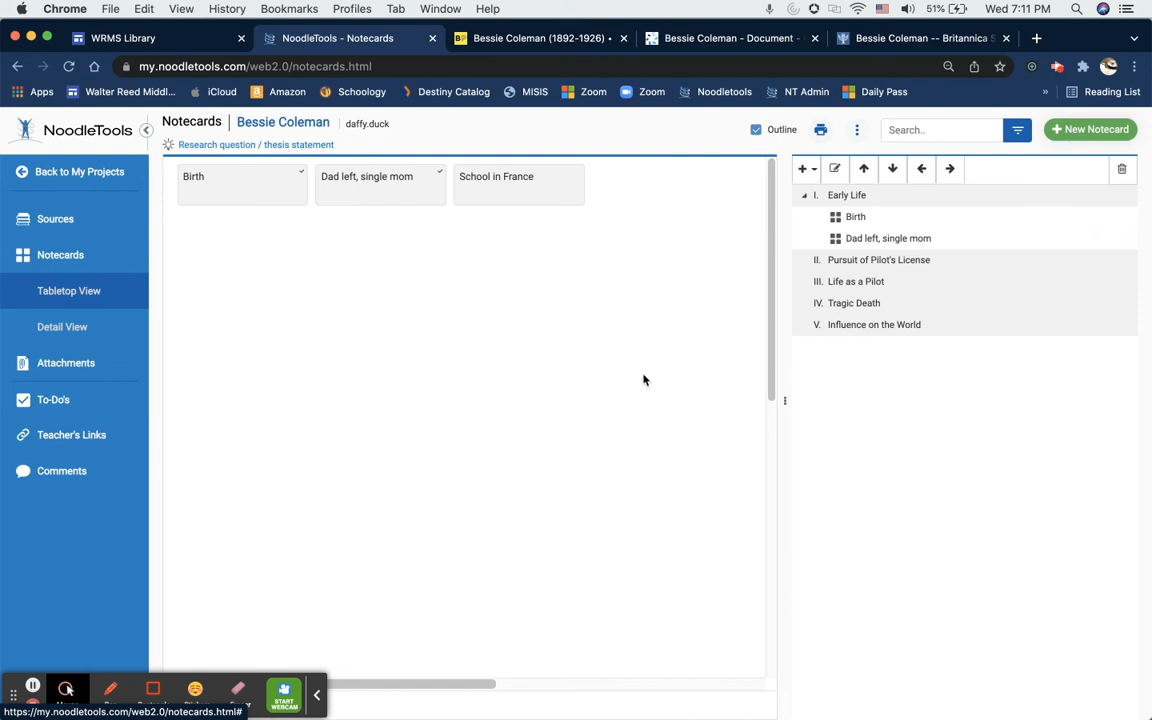 Chrome File Edit View History Bookmarks Profiles Tab Window Help 51% Wed 7:11 PM
WRMS Library NoodleTools - Notecards Bessie Coleman (1892-1926) • Bessie Coleman - Document - Bessie Coleman -- Britannica S
my.noodletools.com/web2.0/notecards.html
Apps Walter Reed Middl... iCloud Amazon Schoology Destiny Catalog MISIS Zoom Zoom Noodletools NT Admin Daily Pass » Reading List
NoodleTools
Notecards Bessie Coleman daffy.duck
Outline
Search..
New Notecard
Research question / thesis statement
Back to My Projects
Sources
Notecards
Tabletop View
Detail View
Attachments
To-Do's
Teacher's Links
Comments
Birth
Dad left, single mom
School in France
I. Early Life
Birth
Dad left, single mom
II. Pursuit of Pilot's License
III. Life as a Pilot
IV. Tragic Death
V. Influence on the World
START WEBCAM
https://my.noodletools.com/web2.0/notecards.html#